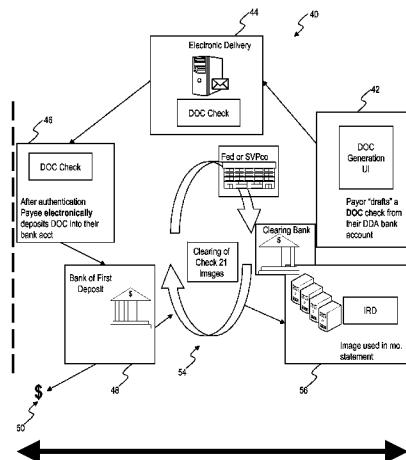 44
40
Electronic Delivery
DOC Check
46
DOC Check
After authentication
Payee electronically
deposits DOC into their
bank acct
42
DOC
Generation
UI
Payor "drafts" a
DOC check from
their DDA bank
account
Fed or SVPco
Clearing Bank
$
Clearing of
Check 21
Images
Bank of First
Deposit
$
IRD
Image used in mo.
statement
48
54
56
$
50